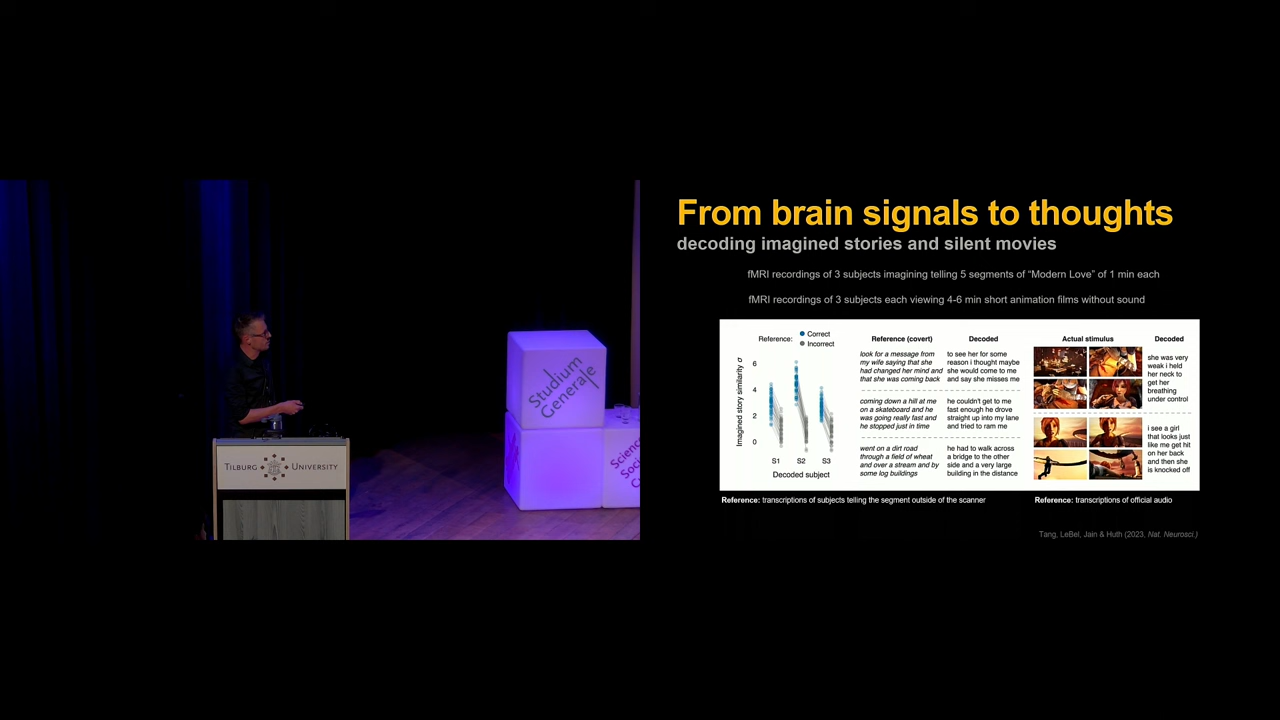 Studium
Generale
TILBURG UNIVERSITY
From brain signals to thoughts
decoding imagined stories and silent movies
fMRI recordings of 3 subjects imagining telling 5 segments of “Modern Love” of 1 min each
fMRI recordings of 3 subjects each viewing 4-6 min short animation films without sound
Reference:
Correct
Incorrect
Imagined story similarity σ
6
4
2
0
S1 S2 S3
Decoded subject
Reference (covert) Decoded
look for a message from
my wife saying that she
had changed her mind and
that she was coming back
to see her for some
reason i thought maybe
she would come to me
and say she misses me
coming down a hill at me
on a skateboard and he
was going really fast and
he stopped just in time
he couldn't get to me
fast enough he drove
straight up into my lane
and tried to ram me
went on a dirt road
through a field of wheat
and over a stream and by
some log buildings
he had to walk across
a bridge to the other
side and a very large
building in the distance
Actual stimulus Decoded
she was very
weak i held
her neck to
get her
breathing
under control
i see a girl
that looks just
like me get hit
on her back
and then she
is knocked off
Reference: transcriptions of subjects telling the segment outside of the scanner
Reference: transcriptions of official audio
Tang, LeBel, Jain & Huth (2023, Nat. Neurosci.)